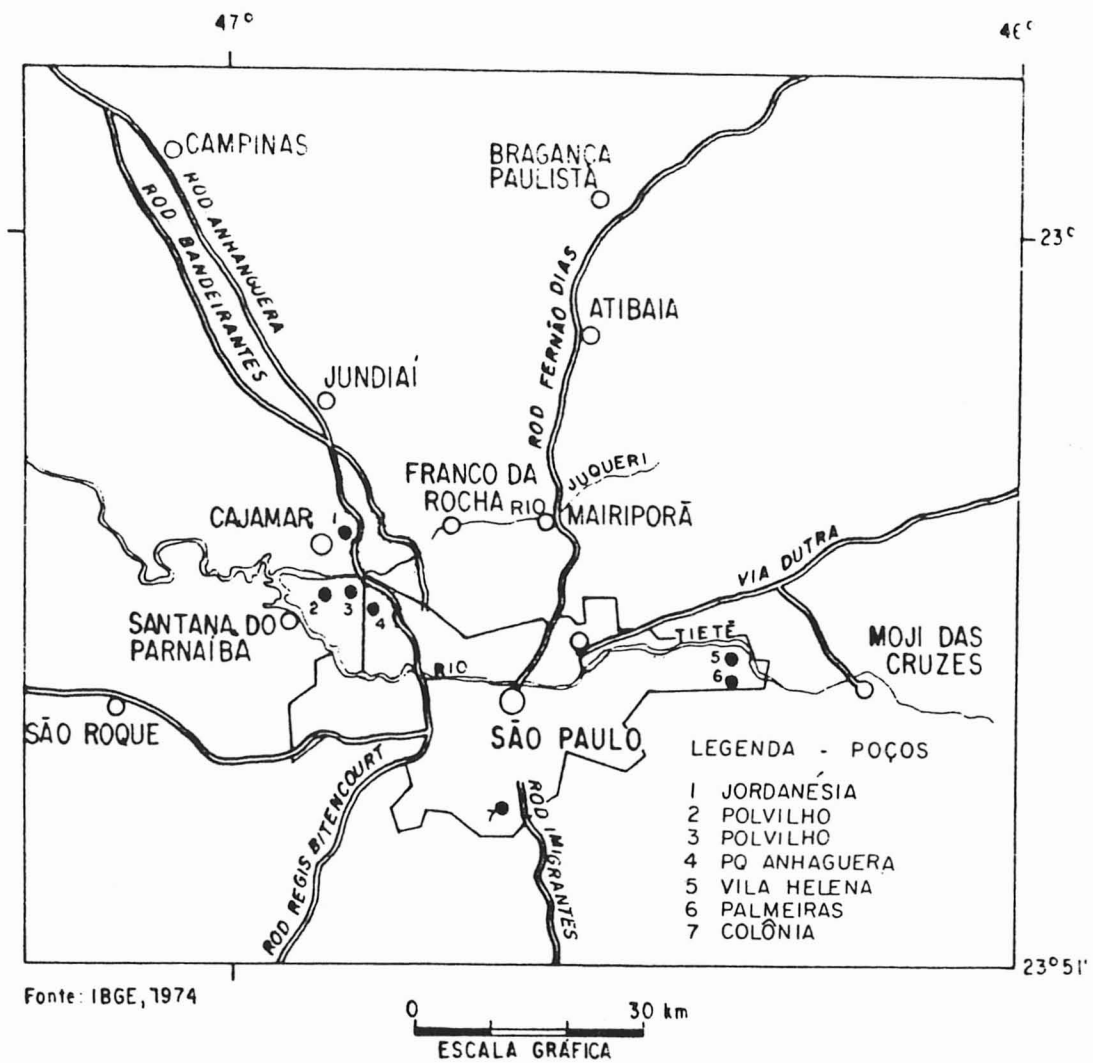 47°
46°
CAMPINAS
BRAGANÇA
PAULISTA
ROD. ANHANGUERA
ROD BANDEIRANTES
23°
ROD FERNÃO DIAS
ATIBAIA
JUNDIAÍ
JUQUERI
FRANCO DA
ROCHA
RIO
MAIRIPORÃ
CAJAMAR
1
VIA DUTRA
2
3
4
SANTANA DO
PARNAÍBA
TIETÊ
MOJI DAS
CRUZES
5
6
RIO
SÃO ROQUE
SÃO PAULO
LEGENDA - POÇOS
1 JORDANÉSIA
2 POLVILHO
3 POLVILHO
4 PQ ANHAGUERA
5 VILA HELENA
6 PALMEIRAS
7 COLÔNIA
7
ROD REGIS BITENCOURT
ROD IMIGRANTES
23°51'
Fonte: IBGE, 1974
0 30 km
ESCALA GRÁFICA